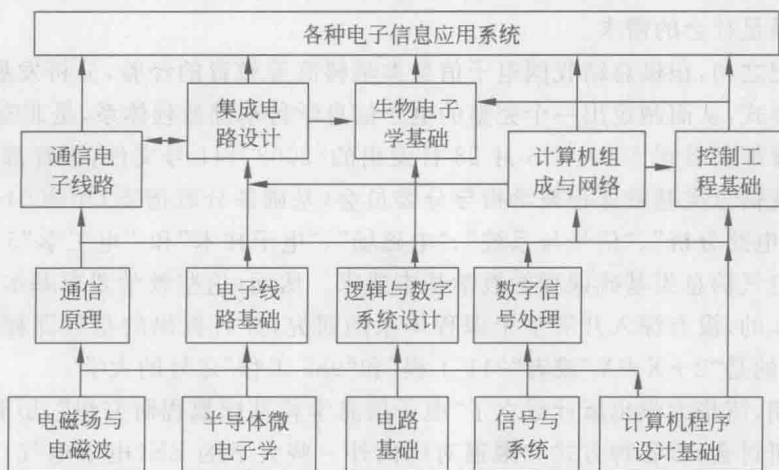 各种电子信息应用系统
集成电
路设计
生物电子
学基础
通信电
子线路
计算机组
成与网络
控制工
程基础
通信
原理
电子线
路基础
逻辑与数字
系统设计
数字信
号处理
电磁场与
电磁波
半导体微
电子学
电路
基础
信号与
系统
计算机程序
设计基础